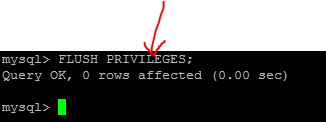 mysql> FLUSH PRIVILEGES;
Query OK, 0 rows affected (0.00 sec)
mysql>